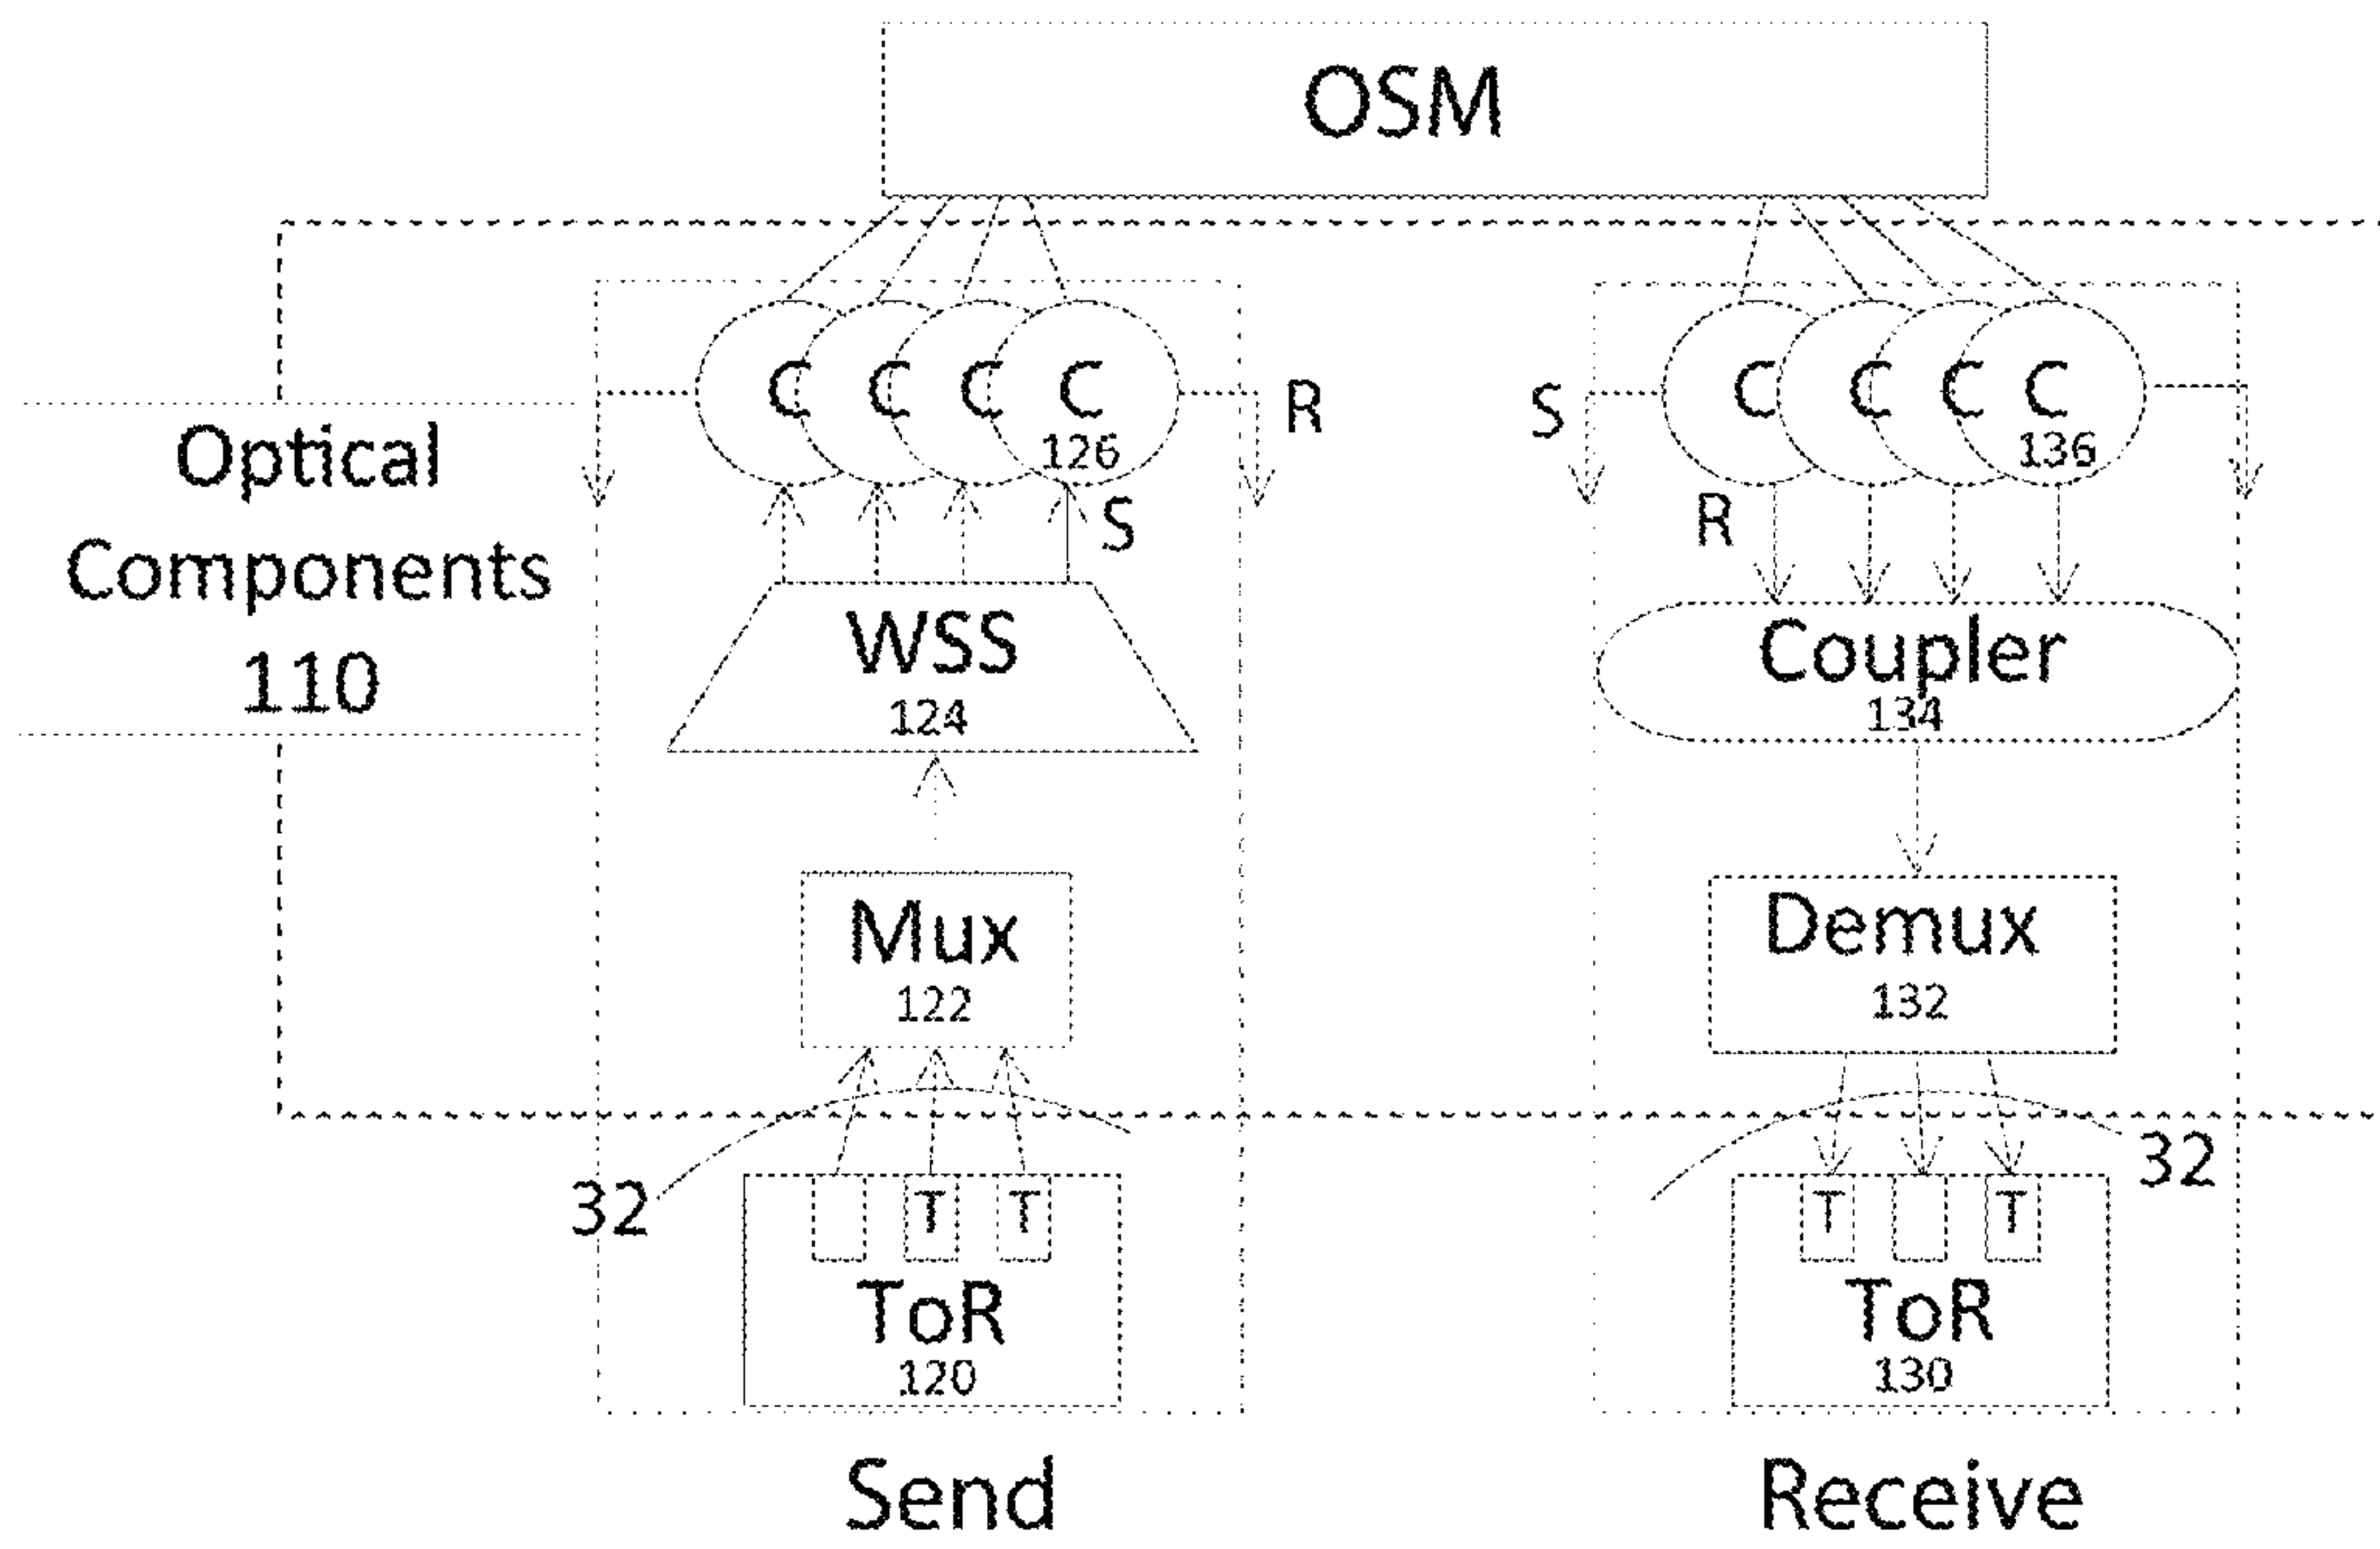 OSM
C C C C
126
R
S
S
C C C C
136
R
Optical
Components
110
WSS
124
Coupler
134
Mux
122
Demux
132
32
T T
ToR
120
32
T T
ToR
130
Send
Receive